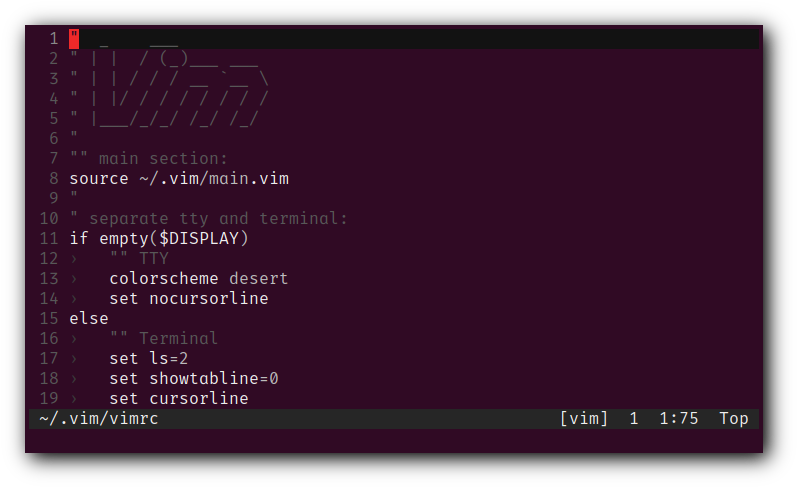 1 "  _    ___
2 " | |  / (_)___ ___
3 " | | / / / __ `__ \
4 " | |/ / / / / / / /
5 " |___/_/_/ /_/ /_/
6 "
7 "" main section:
8 source ~/.vim/main.vim
9 "
10 " separate tty and terminal:
11 if empty($DISPLAY)
12 ›   "" TTY
13 ›   colorscheme desert
14 ›   set nocursorline
15 else
16 ›   "" Terminal
17 ›   set ls=2
18 ›   set showtabline=0
19 ›   set cursorline
~/.vim/vimrc [vim]  1  1:75  Top